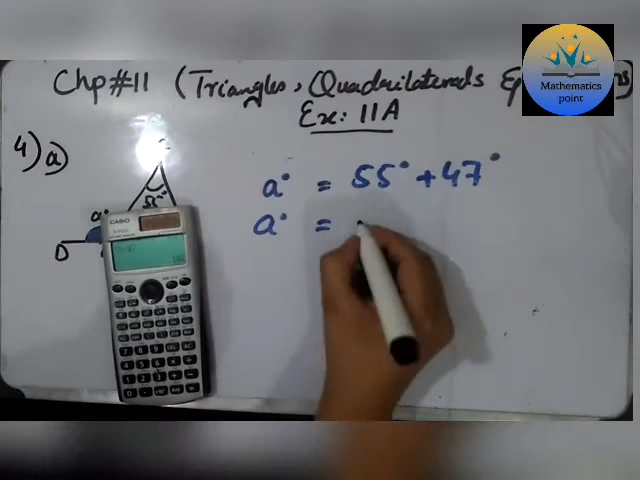 Chp#11 (Triangles, Quadrilaterals
Ex: 11A
Mathematics
point
4) a)
55°
a°
D
CASIO
a° = 55° + 47°
a° =